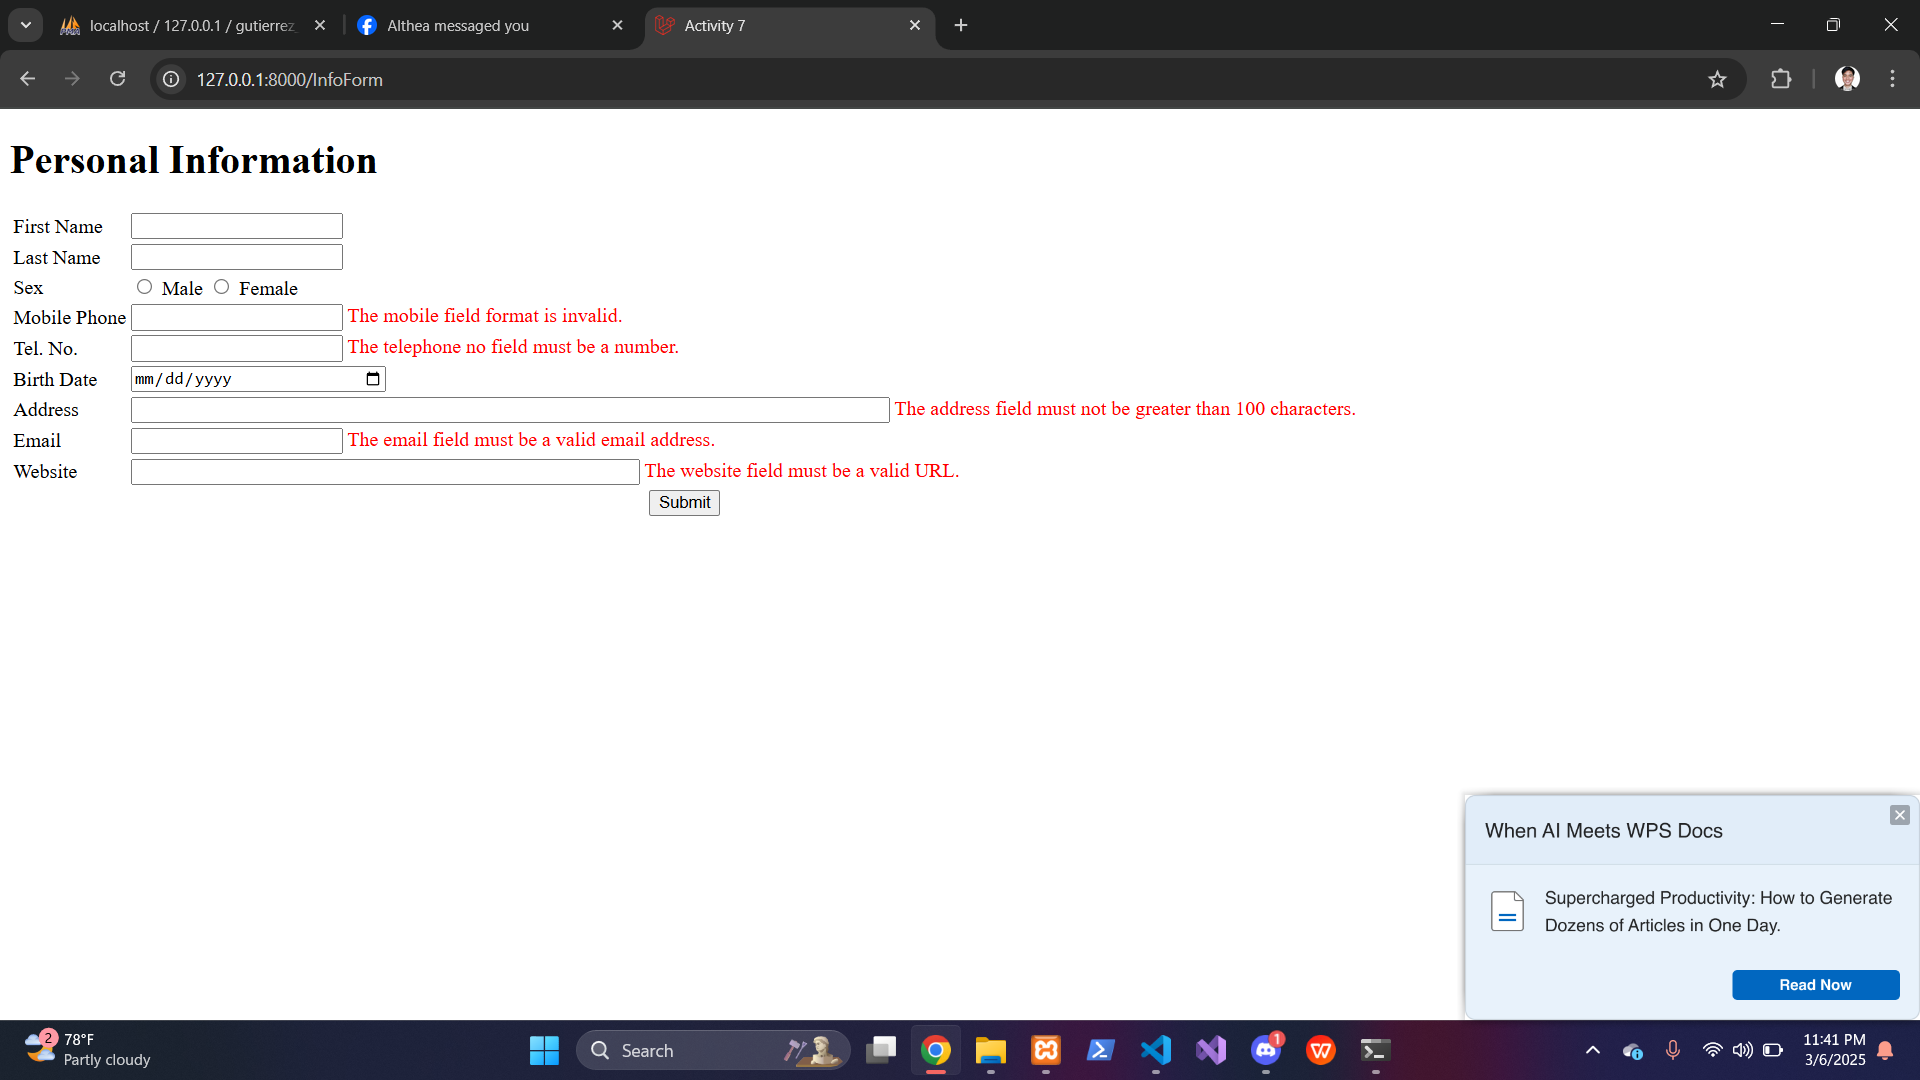 localhost / 127.0.0.1 / gutierrez_
Althea messaged you
Activity 7
127.0.0.1:8000/InfoForm
Personal Information
First Name
Last Name
Sex Male Female
Mobile Phone The mobile field format is invalid.
Tel. No. The telephone no field must be a number.
Birth Date mm/dd/yyyy
Address The address field must not be greater than 100 characters.
Email The email field must be a valid email address.
Website The website field must be a valid URL.
Submit
When AI Meets WPS Docs
Supercharged Productivity: How to Generate
Dozens of Articles in One Day.
Read Now
2
78°F
Partly cloudy
Search
1
11:41 PM
3/6/2025